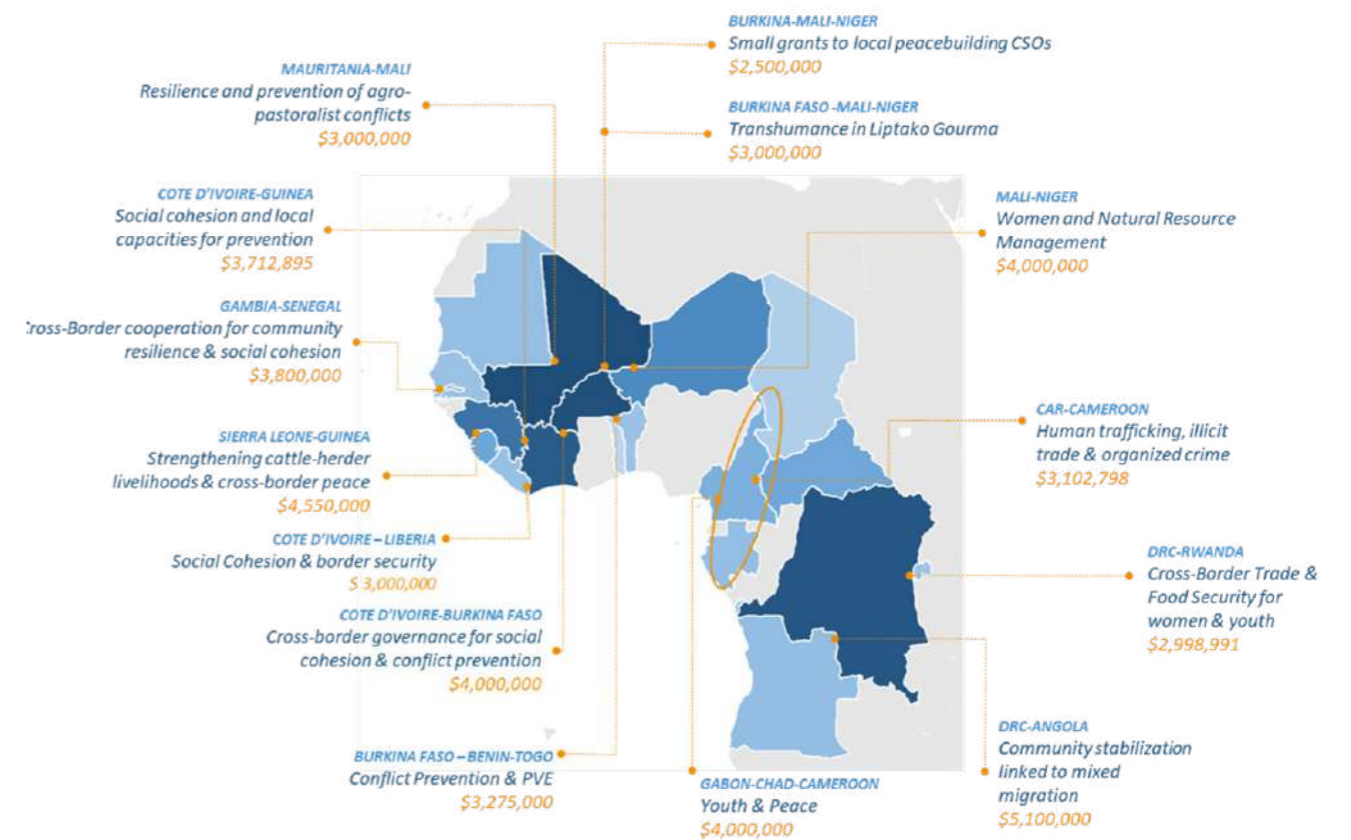 BURKINA-MALI-NIGER
Small grants to local peacebuilding CSOs
$2,500,000
MAURITANIA-MALI
Resilience and prevention of agro-
pastoralist conflicts
$3,000,000
BURKINA FASO -MALI-NIGER
Transhumance in Liptako Gourma
$3,000,000
COTE D'IVOIRE-GUINEA
Social cohesion and local
capacities for prevention
$3,712,895
MALI-NIGER
Women and Natural Resource
Management
$4,000,000
GAMBIA-SENEGAL
ross-Border cooperation for community
resilience & social cohesion
$3,800,000
CAR-CAMEROON
Human trafficking, illicit
trade & organized crime
$3,102,798
SIERRA LEONE-GUINEA
Strengthening cattle-herder
livelihoods & cross-border peace
$4,550,000
COTE D'IVOIRE – LIBERIA
Social Cohesion & border security
$ 3,000,000
DRC-RWANDA
Cross-Border Trade &
Food Security for
women & youth
$2,998,991
COTE D'IVOIRE-BURKINA FASO
Cross-border governance for social
cohesion & conflict prevention
$4,000,000
DRC-ANGOLA
Community stabilization
linked to mixed
migration
$5,100,000
BURKINA FASO – BENIN-TOGO
Conflict Prevention & PVE
$3,275,000
GABON-CHAD-CAMEROON
Youth & Peace
$4,000,000